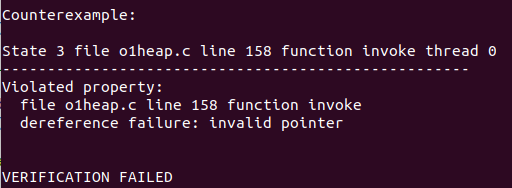 Counterexample:
State 3 file o1heap.c line 158 function invoke thread 0
----------------------------------------------------
Violated property:
file o1heap.c line 158 function invoke
dereference failure: invalid pointer
VERIFICATION FAILED